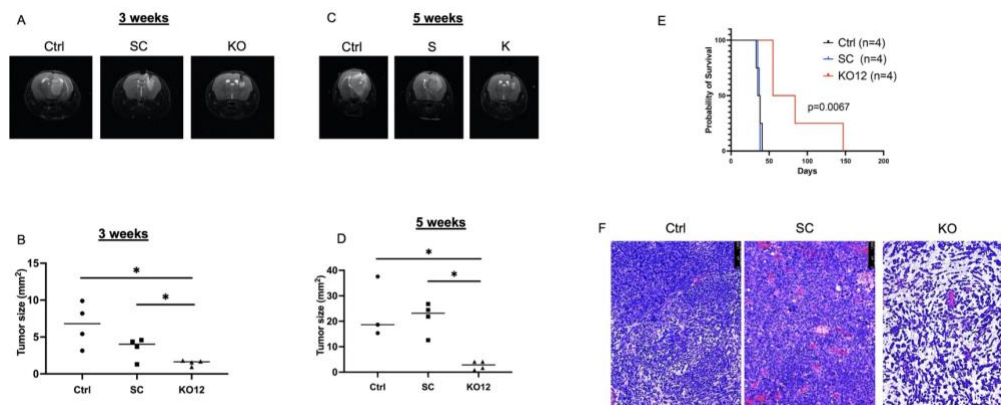 A
3 weeks
Ctrl SC KO
B
3 weeks
Tumor size (mm²)
15
10
5
0
*
*
Ctrl SC KO12
C
5 weeks
Ctrl S K
D
5 weeks
Tumor size (mm²)
40
30
20
10
0
*
*
Ctrl SC KO12
E
Probability of Survival
100
50
0
0 50 100 150 200
Days
Ctrl (n=4)
SC (n=4)
KO12 (n=4)
p=0.0067
F
Ctrl SC KO